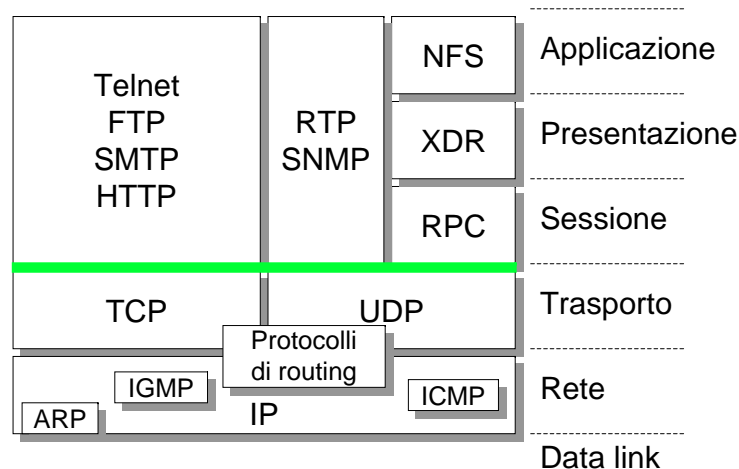 Telnet
FTP
SMTP
HTTP
RTP
SNMP
NFS
XDR
RPC
Applicazione
Presentazione
Sessione
TCP
UDP
Trasporto
Protocolli
di routing
IGMP
ICMP
ARP
IP
Rete
Data link